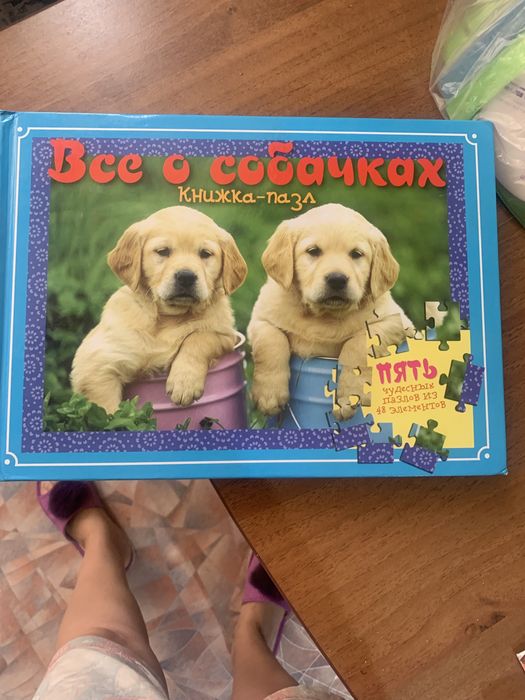 Все о собачках
Книжка-пазл
ПЯТЬ
чудесных
пазлов из
48 элементов